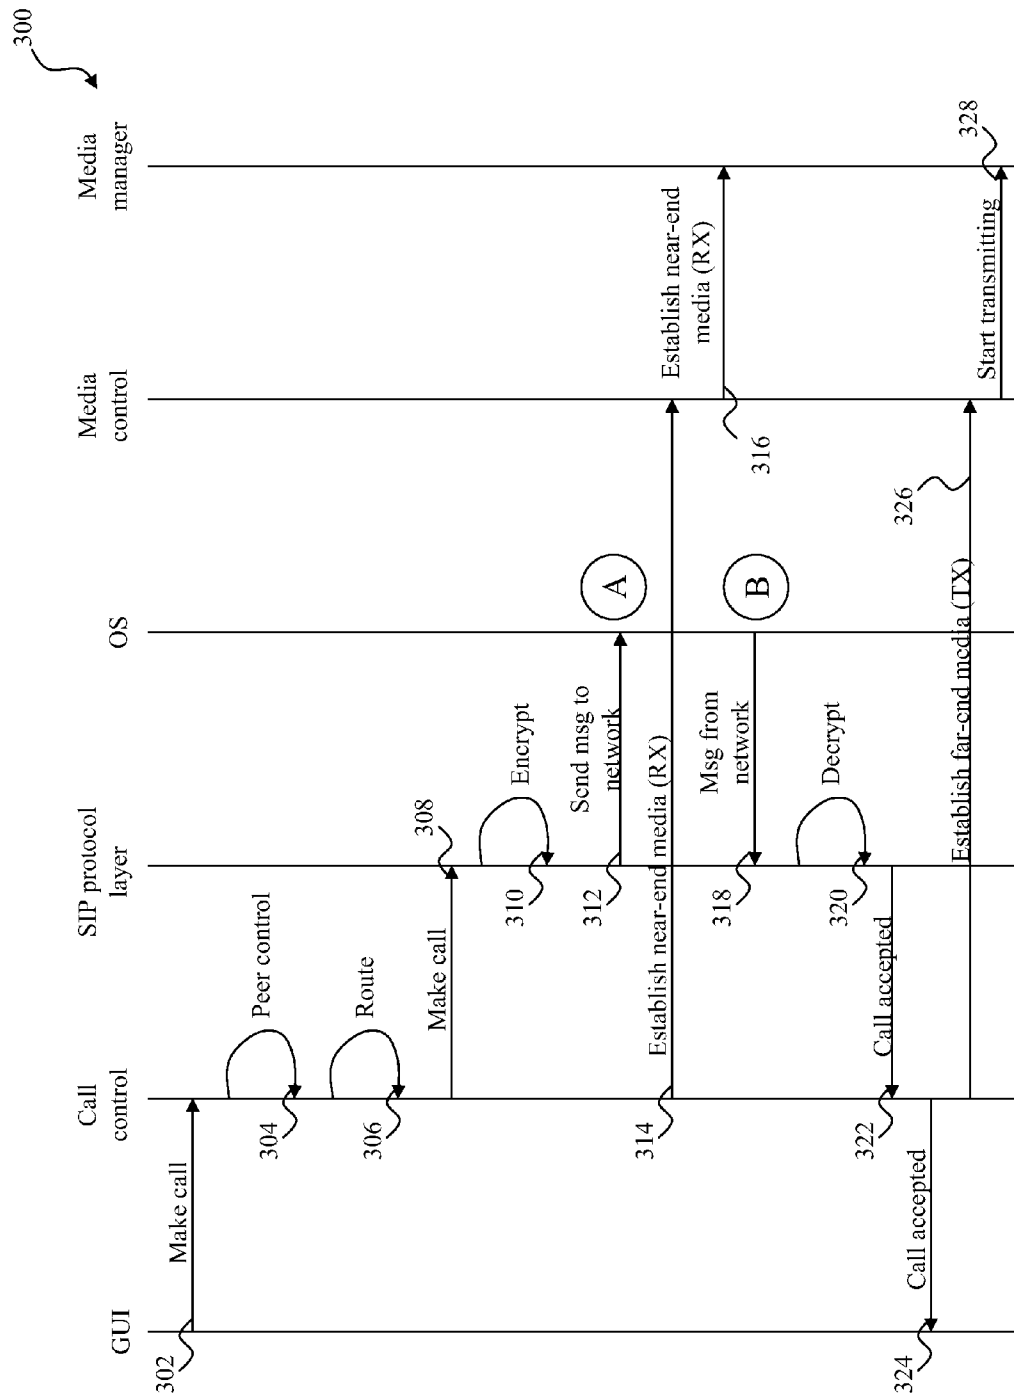 300
GUI
Call
control
SIP protocol
layer
OS
Media
control
Media
manager
302
Make call
Peer control
304
Route
306
Make call
308
Encrypt
310
Send msg to
network
312
A
Establish near-end media (RX)
314
Establish near-end
media (RX)
316
Msg from
network
318
B
Decrypt
320
Call accepted
322
Call accepted
324
Establish far-end media (TX)
326
Start transmitting
328